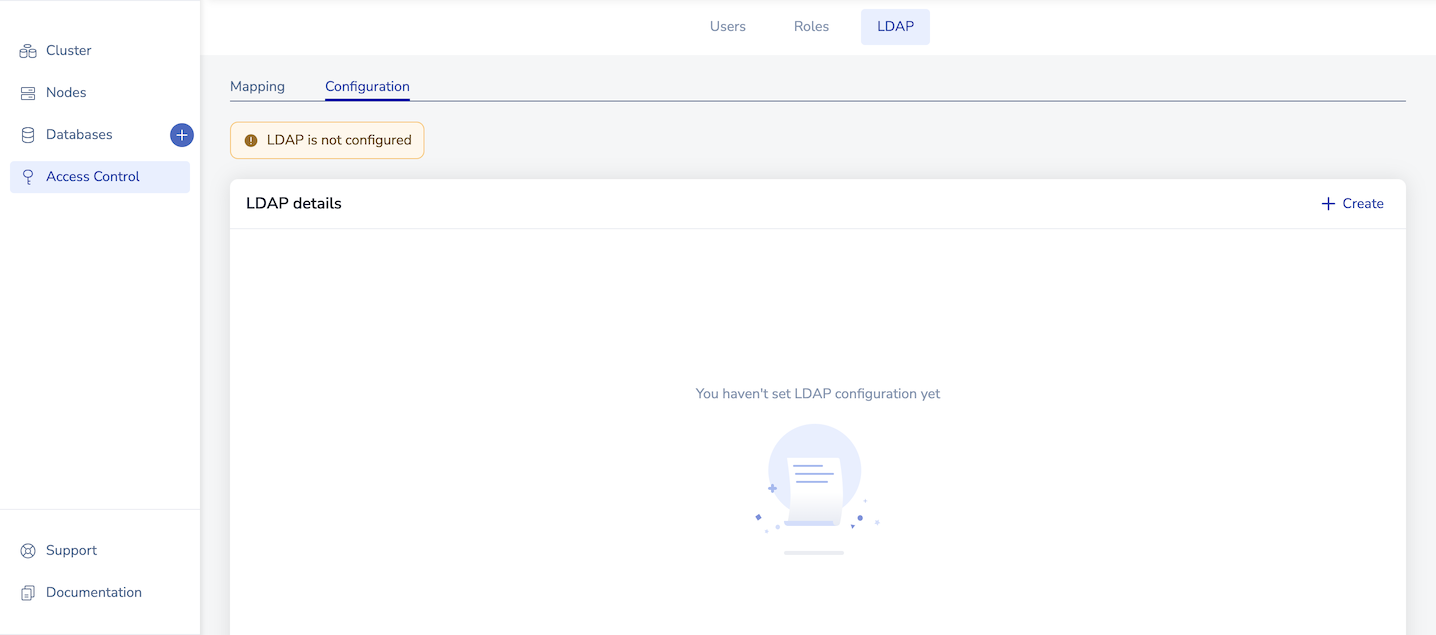 Users Roles LDAP
Cluster
Nodes
Databases
Access Control
Support
Documentation
Mapping Configuration
LDAP is not configured
LDAP details Create
You haven't set LDAP configuration yet